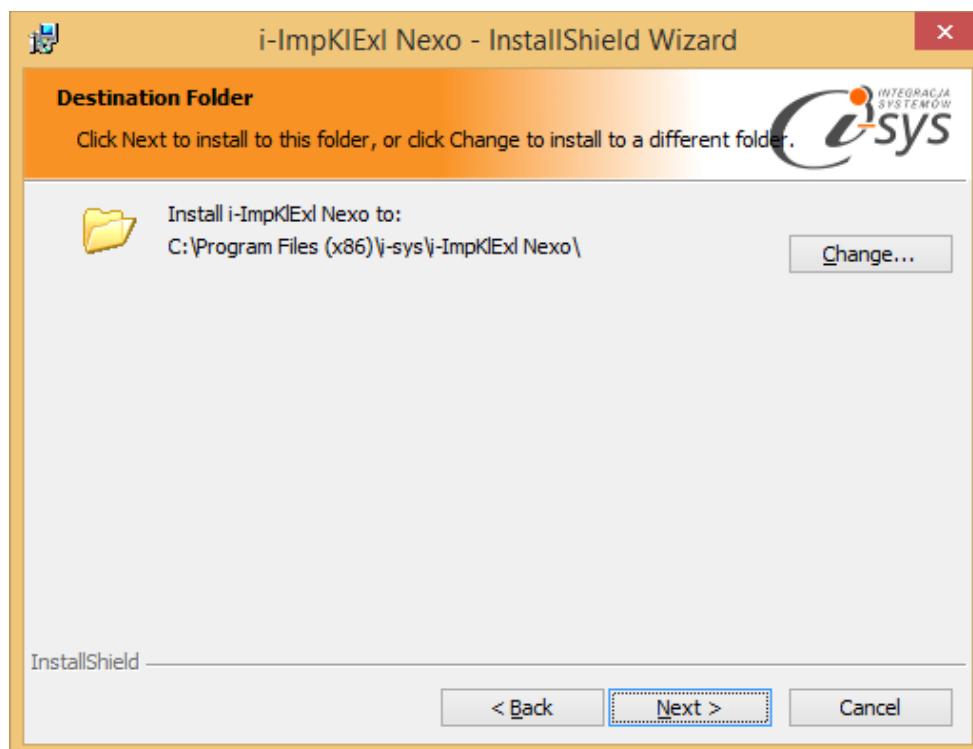 i-ImpKlExl Nexo - InstallShield Wizard
Destination Folder
Click Next to install to this folder, or click Change to install to a different folder.
INTEGRACJA
SYSTEMÓW
i-sys
Install i-ImpKlExl Nexo to:
C:\Program Files (x86)\i-sys\i-ImpKlExl Nexo\
Change...
InstallShield
< Back
Next >
Cancel